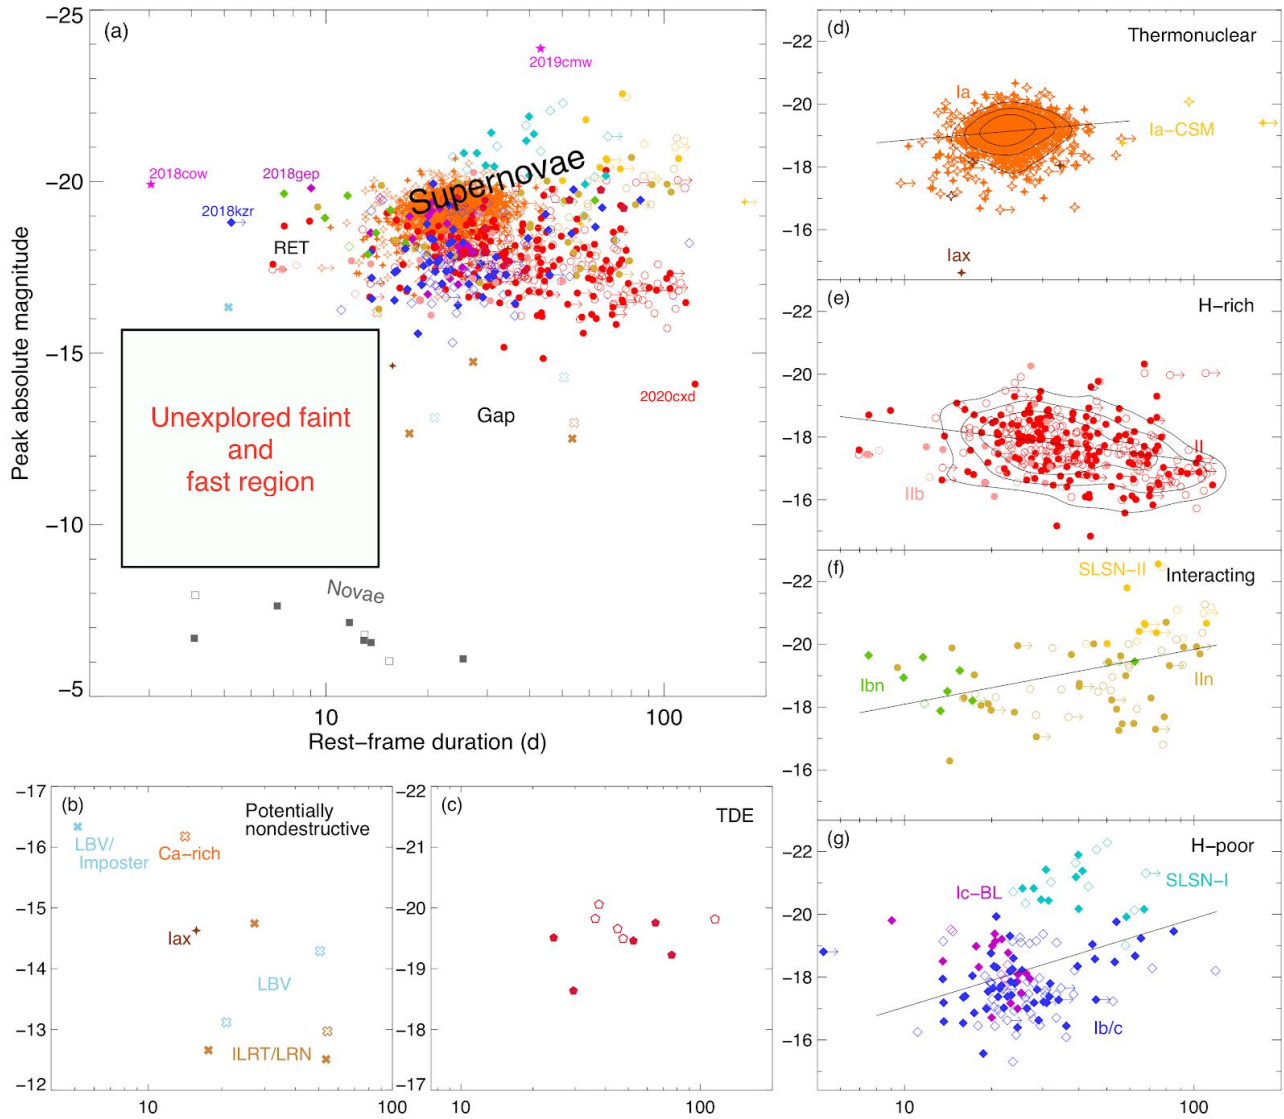 (a)
−25
2019cmw
2018cow
2018gep
−20
Supernovae
2018kzr
RET
Peak absolute magnitude
−15
2020cxd
Gap
Unexplored faint
and
fast region
−10
Novae
−5
10
100
Rest−frame duration (d)
(b)
−17
Potentially
nondestructive
−16
LBV/
Imposter
Ca−rich
−15
Iax
−14
LBV
−13
ILRT/LRN
−12
10
100
(c)
−22
TDE
−21
−20
−19
−18
−17
10
100
(d)
−22
Thermonuclear
Ia
−20
Ia−CSM
−18
−16
Iax
(e)
−22
H−rich
−20
−18
II
IIb
−16
(f)
SLSN−II
−22
Interacting
−20
Ibn
IIn
−18
−16
(g)
H−poor
−22
Ic−BL
SLSN−I
−20
−18
Ib/c
−16
10
100